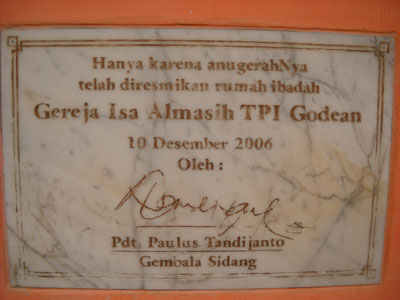 Hanya karena anugerahNya
telah diresmikan rumah ibadah
Gereja Isa Almasih TPI Godean
10 Desember 2006
Oleh :
Pdt. Paulus Tandijanto
Gembala Sidang